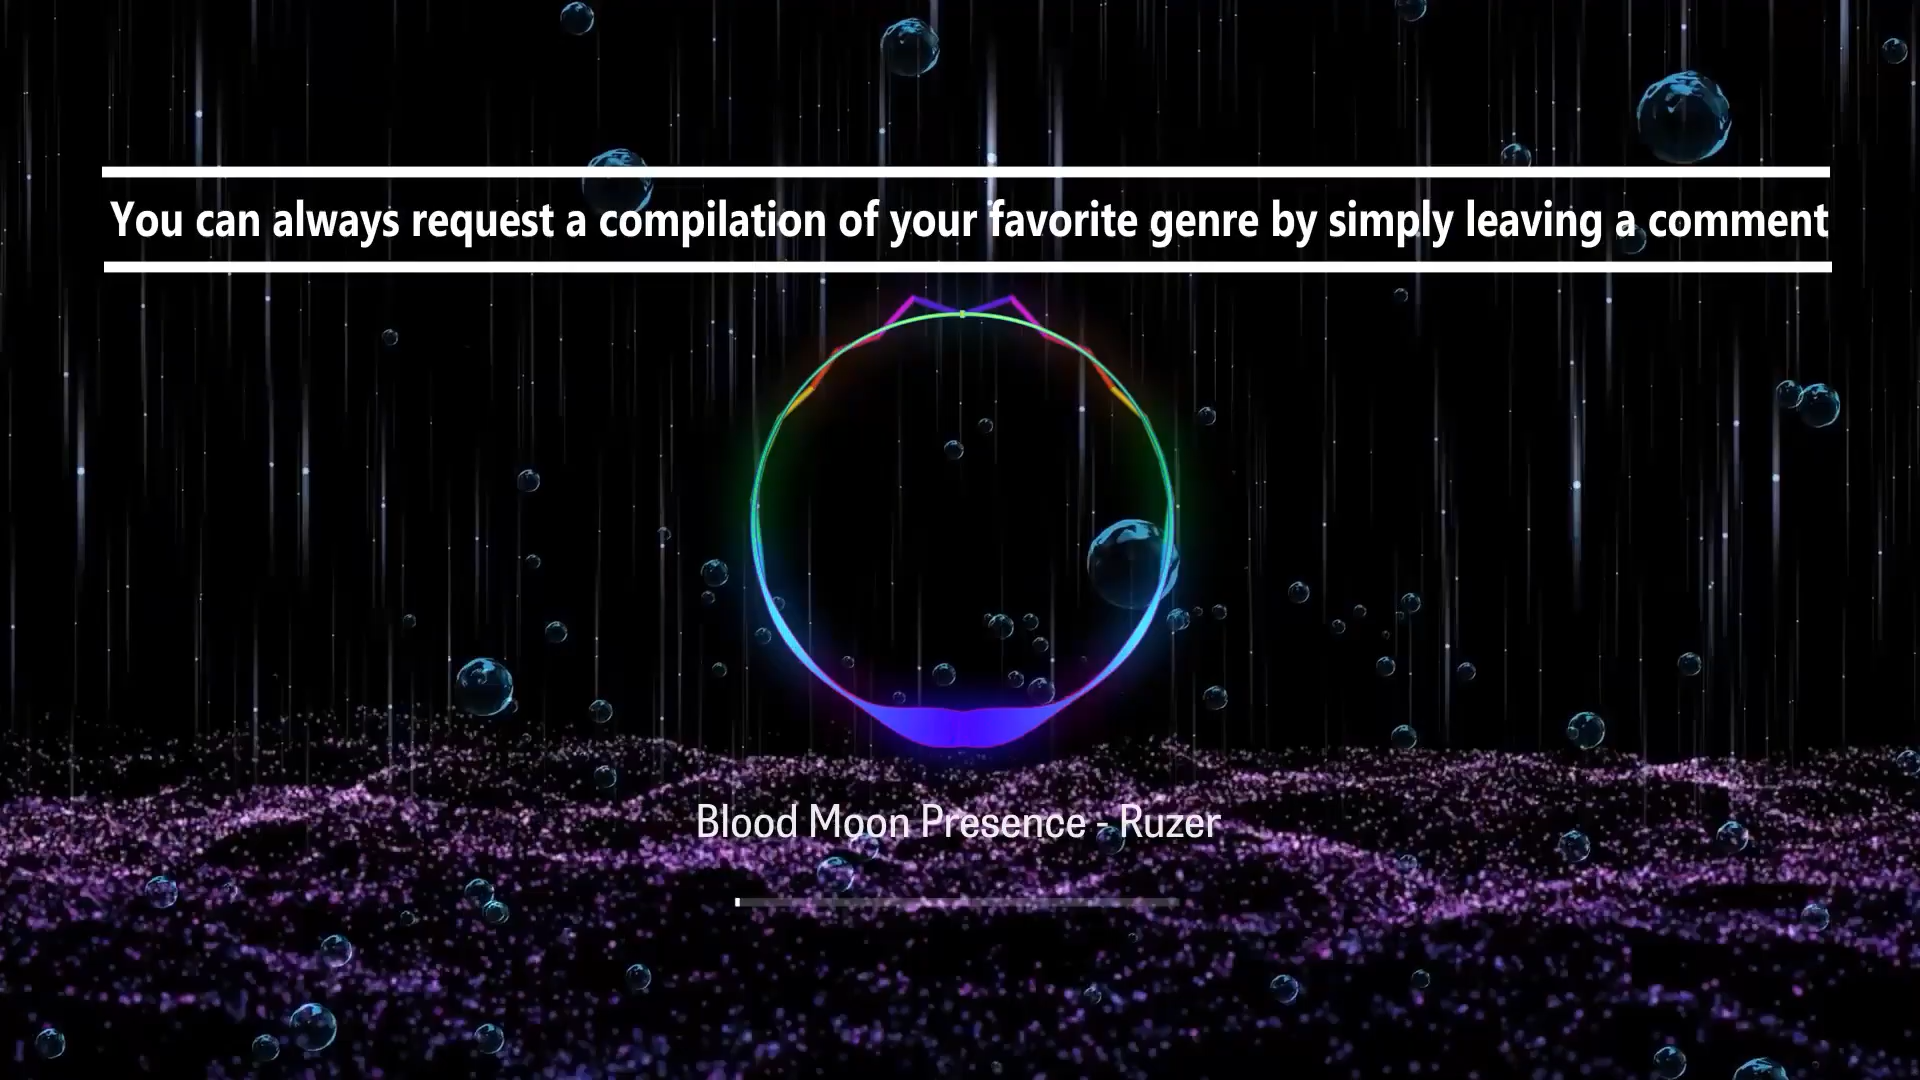 You can always request a compilation of your favorite genre by simply leaving a comment
Blood Moon Presence - Ruzer